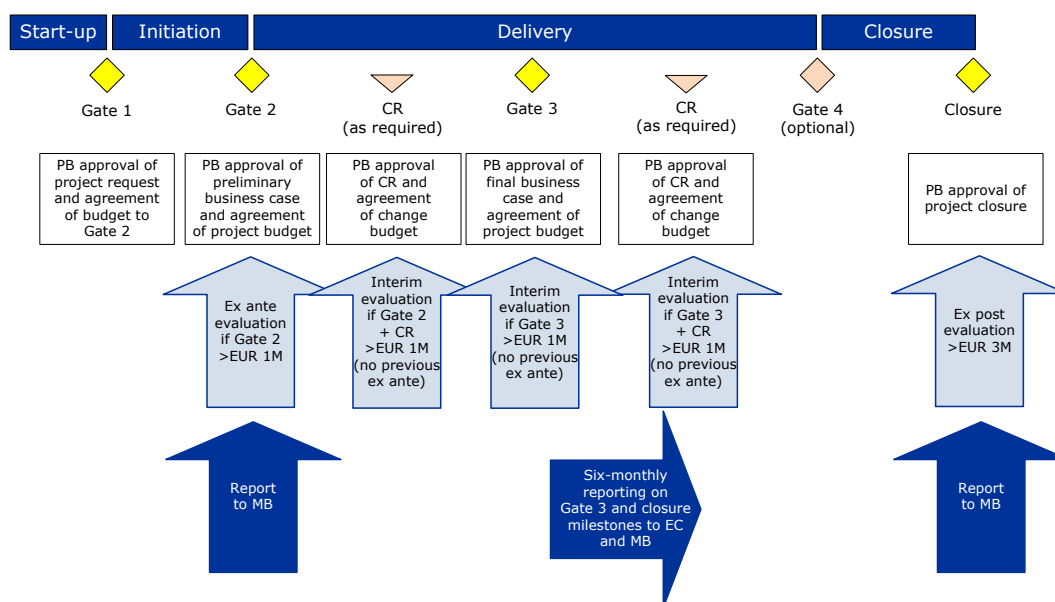 Start-up
Initiation
Delivery
Closure
Gate 1
Gate 2
CR
(as required)
Gate 3
CR
(as required)
Gate 4
(optional)
Closure
PB approval of
project request
and agreement
of budget to
Gate 2
PB approval of
preliminary
business case
and agreement
of project budget
PB approval
of CR and
agreement
of change
budget
PB approval of
final business
case and
agreement of
project budget
PB approval
of CR and
agreement
of change
budget
PB approval of
project closure
Ex ante
evaluation
if Gate 2
>EUR 1M
Interim
evaluation
if Gate 2
+ CR
>EUR 1M
(no previous
ex ante)
Interim
evaluation
if Gate 3
>EUR 1M
(no previous
ex ante)
Interim
evaluation
if Gate 3
+ CR
>EUR 1M
(no previous
ex ante)
Ex post
evaluation
>EUR 3M
Report
to MB
Six-monthly
reporting on
Gate 3 and closure
milestones to EC
and MB
Report
to MB